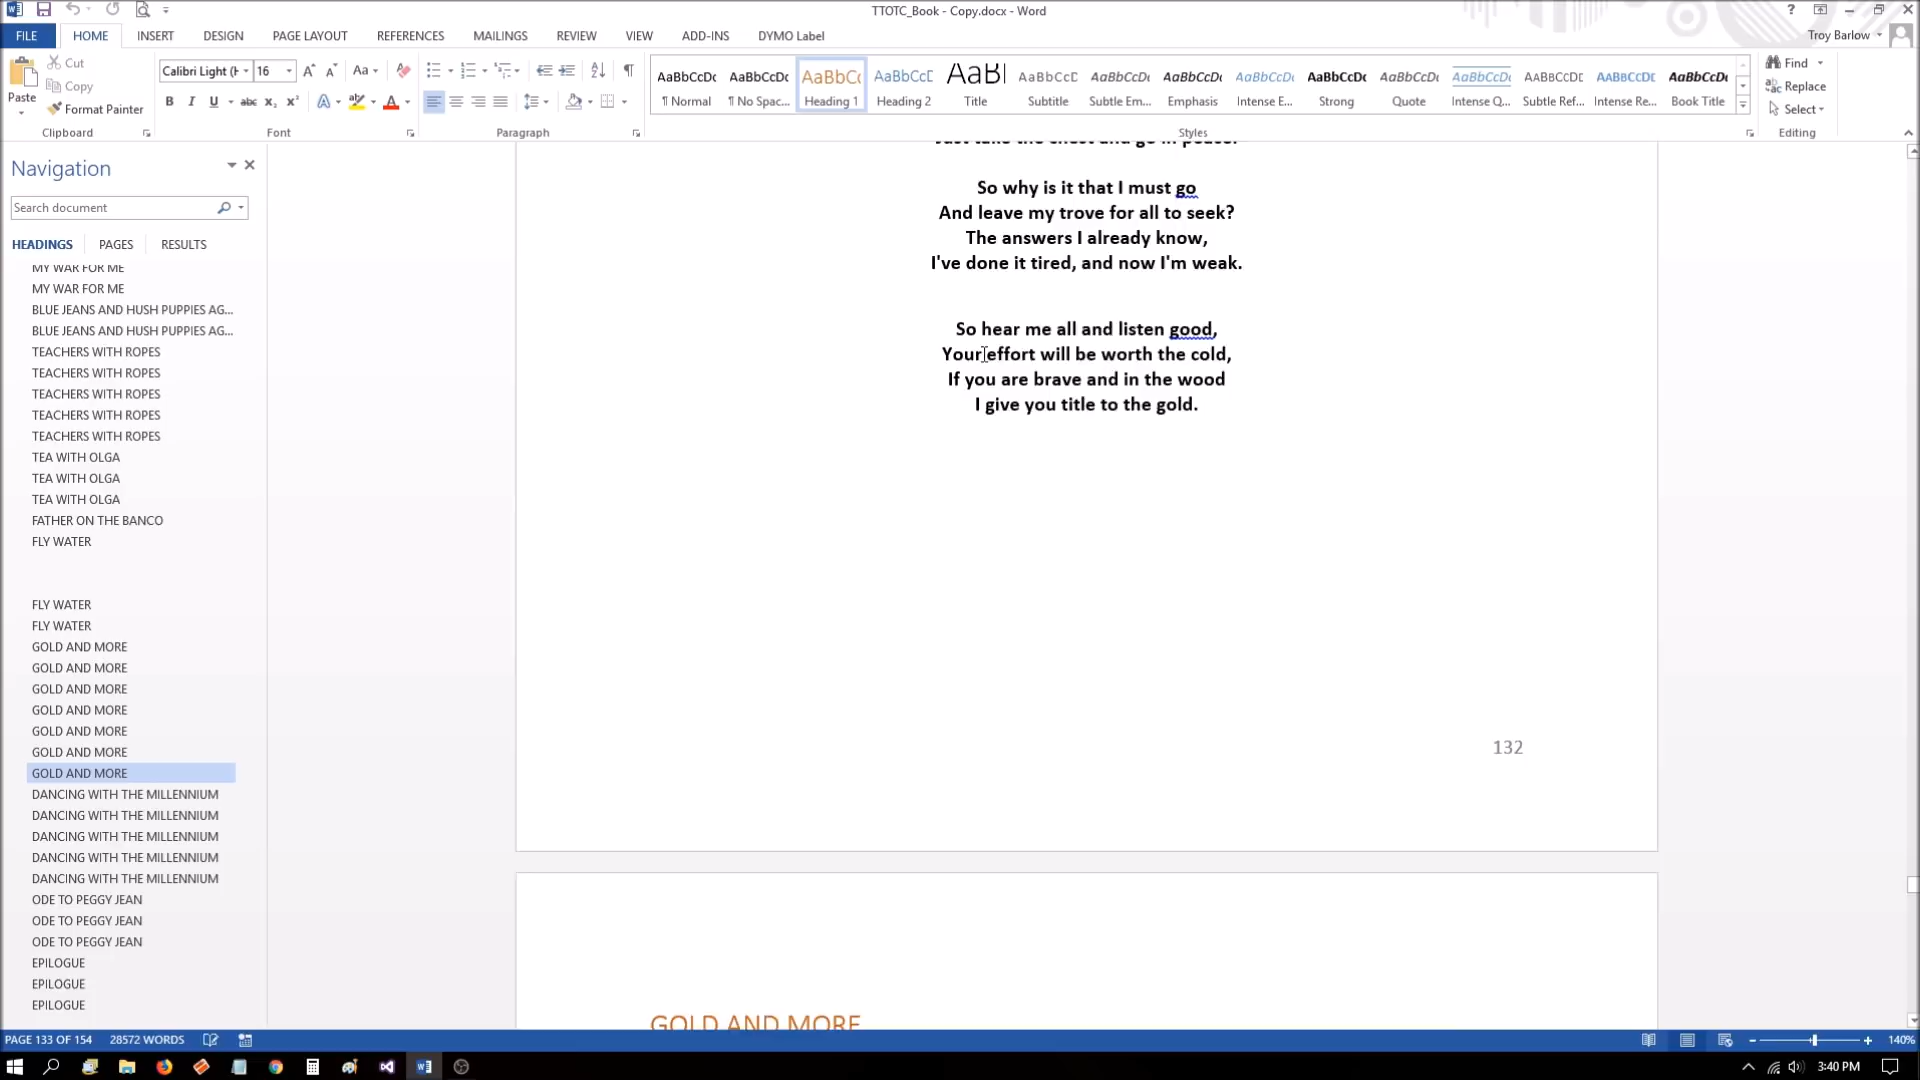 TTOTC_Book - Copy.docx - Word
?
FILE
HOME
INSERT
DESIGN
PAGE LAYOUT
REFERENCES
MAILINGS
REVIEW
VIEW
ADD-INS
DYMO Label
Troy Barlow
Paste
Cut
Copy
Format Painter
Clipboard
Calibri Light (H
16
Font
Paragraph
AaBbCcDc
¶ Normal
AaBbCcDc
¶ No Spac...
AaBbCc
Heading 1
AaBbCcE
Heading 2
AaBl
Title
AaBbCcD
Subtitle
AaBbCcDc
Subtle Em...
AaBbCcDc
Emphasis
AaBbCcDc
Intense E...
AaBbCcDc
Strong
AaBbCcDc
Quote
AaBbCcDc
Intense Q...
AABBCCDE
Subtle Ref...
AABBCCDE
Intense Re...
AaBbCcDc
Book Title
Styles
Find
Replace
Select
Editing
Navigation
Search document
HEADINGS
PAGES
RESULTS
MY WAR FOR ME
MY WAR FOR ME
BLUE JEANS AND HUSH PUPPIES AG...
BLUE JEANS AND HUSH PUPPIES AG...
TEACHERS WITH ROPES
TEACHERS WITH ROPES
TEACHERS WITH ROPES
TEACHERS WITH ROPES
TEACHERS WITH ROPES
TEA WITH OLGA
TEA WITH OLGA
TEA WITH OLGA
FATHER ON THE BANCO
FLY WATER
FLY WATER
FLY WATER
GOLD AND MORE
GOLD AND MORE
GOLD AND MORE
GOLD AND MORE
GOLD AND MORE
GOLD AND MORE
GOLD AND MORE
DANCING WITH THE MILLENNIUM
DANCING WITH THE MILLENNIUM
DANCING WITH THE MILLENNIUM
DANCING WITH THE MILLENNIUM
DANCING WITH THE MILLENNIUM
ODE TO PEGGY JEAN
ODE TO PEGGY JEAN
ODE TO PEGGY JEAN
EPILOGUE
EPILOGUE
EPILOGUE
Just take the chest and go in peace.
So why is it that I must go
And leave my trove for all to seek?
The answers I already know,
I've done it tired, and now I'm weak.
So hear me all and listen good,
Your effort will be worth the cold,
If you are brave and in the wood
I give you title to the gold.
132
GOLD AND MORE
PAGE 133 OF 154
28572 WORDS
140%
3:40 PM